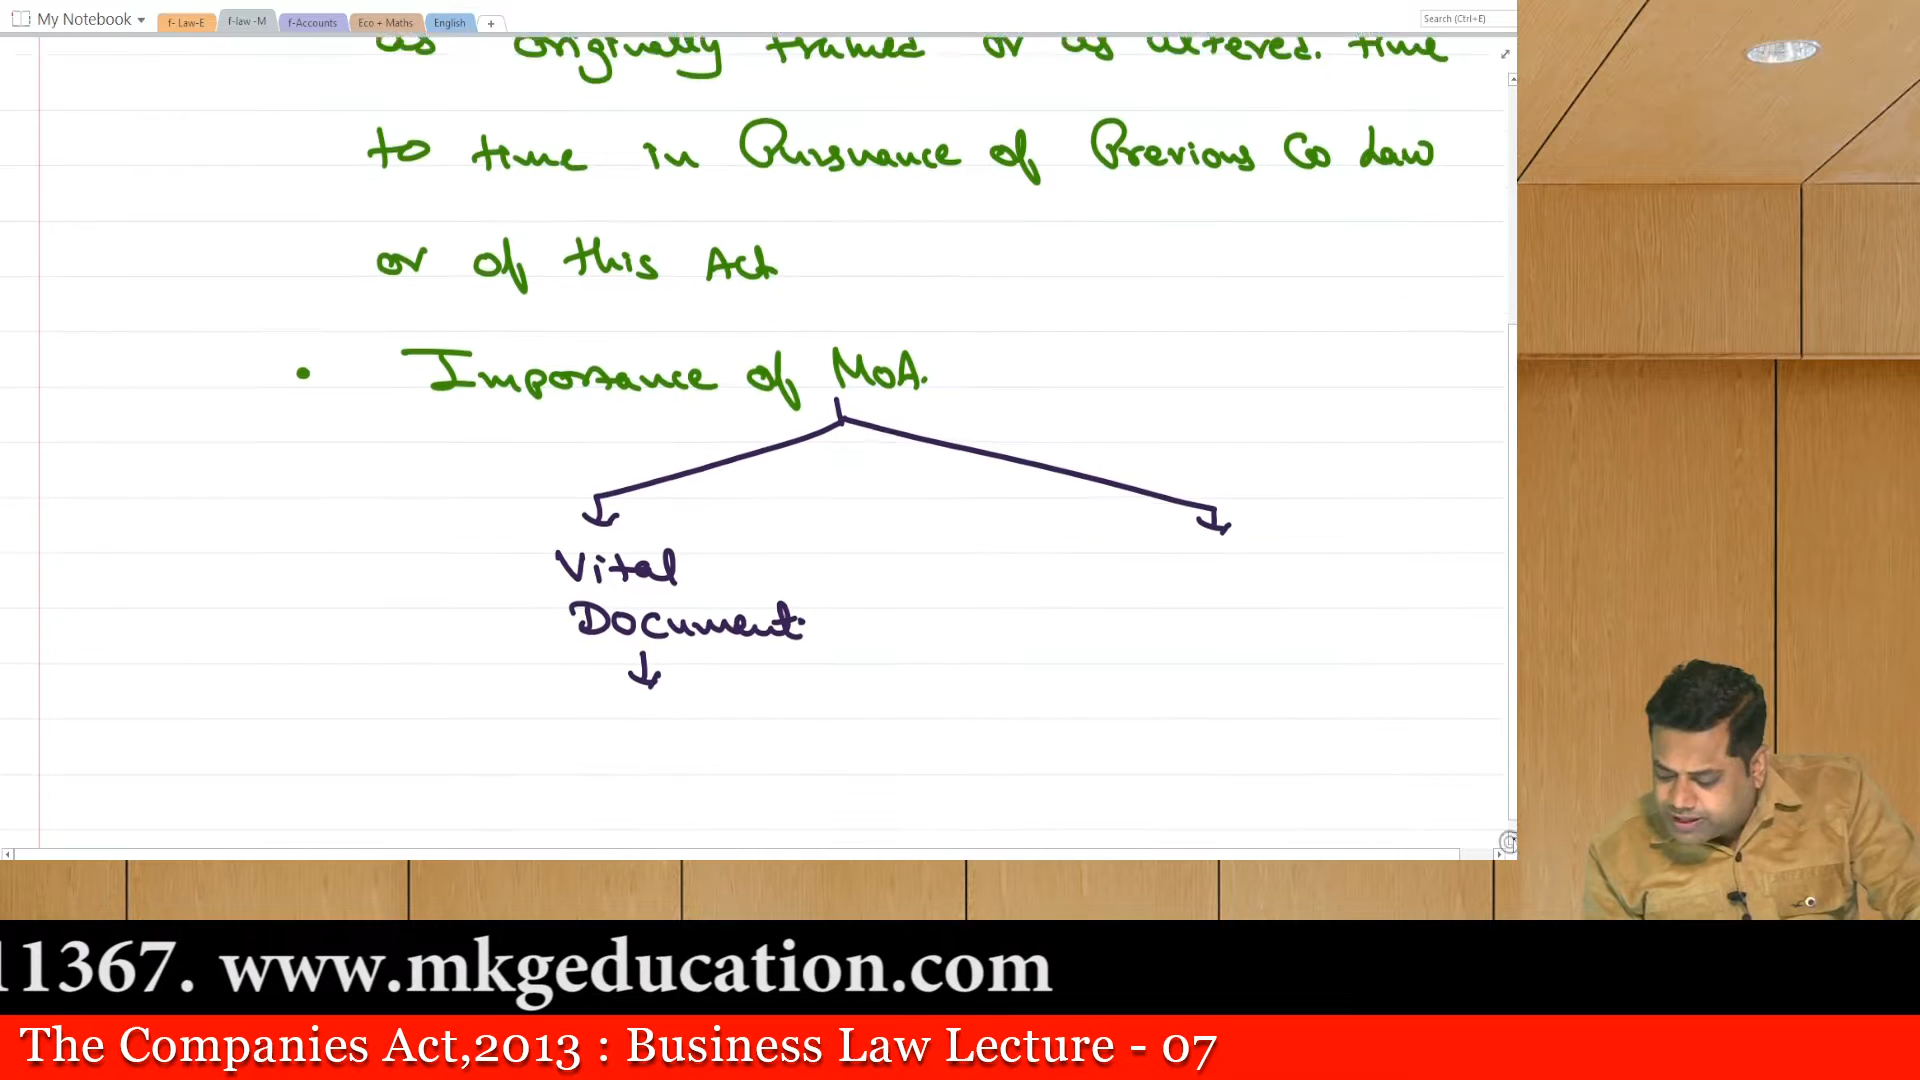 My Notebook
f- Law-E
f-law -M
f-Accounts
Eco + Maths
English
+
Search (Ctrl+E)
as originally framed or as altered. time
to time in Pursuance of Previous Co Law
or of this Act
• Importance of MoA.
Vital
Document
11367. www.mkgeducation.com
The Companies Act,2013 : Business Law Lecture - 07